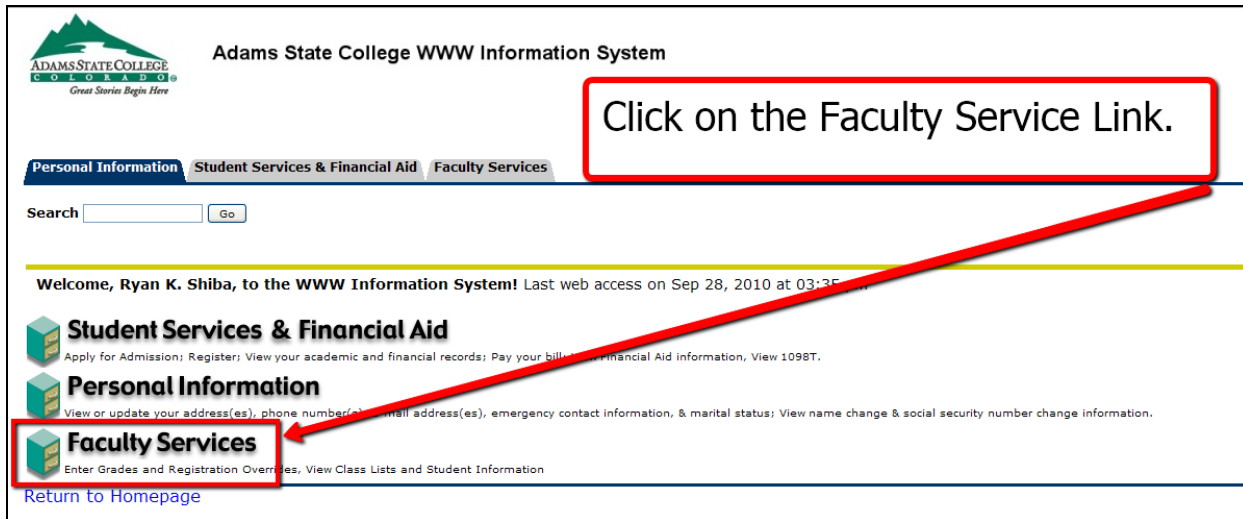 ADAMS STATE COLLEGE
COLORADO
Great Stories Begin Here
Adams State College WWW Information System
Click on the Faculty Service Link.
Personal Information Student Services & Financial Aid Faculty Services
Search Go
Welcome, Ryan K. Shiba, to the WWW Information System! Last web access on Sep 28, 2010 at 03:35
Student Services & Financial Aid
Apply for Admission; Register; View your academic and financial records; Pay your bill; Financial Aid information, View 1098T.
Personal Information
View or update your address(es), phone number(s), address(es), emergency contact information, & marital status; View name change & social security number change information.
Faculty Services
Enter Grades and Registration Overrides, View Class Lists and Student Information
Return to Homepage